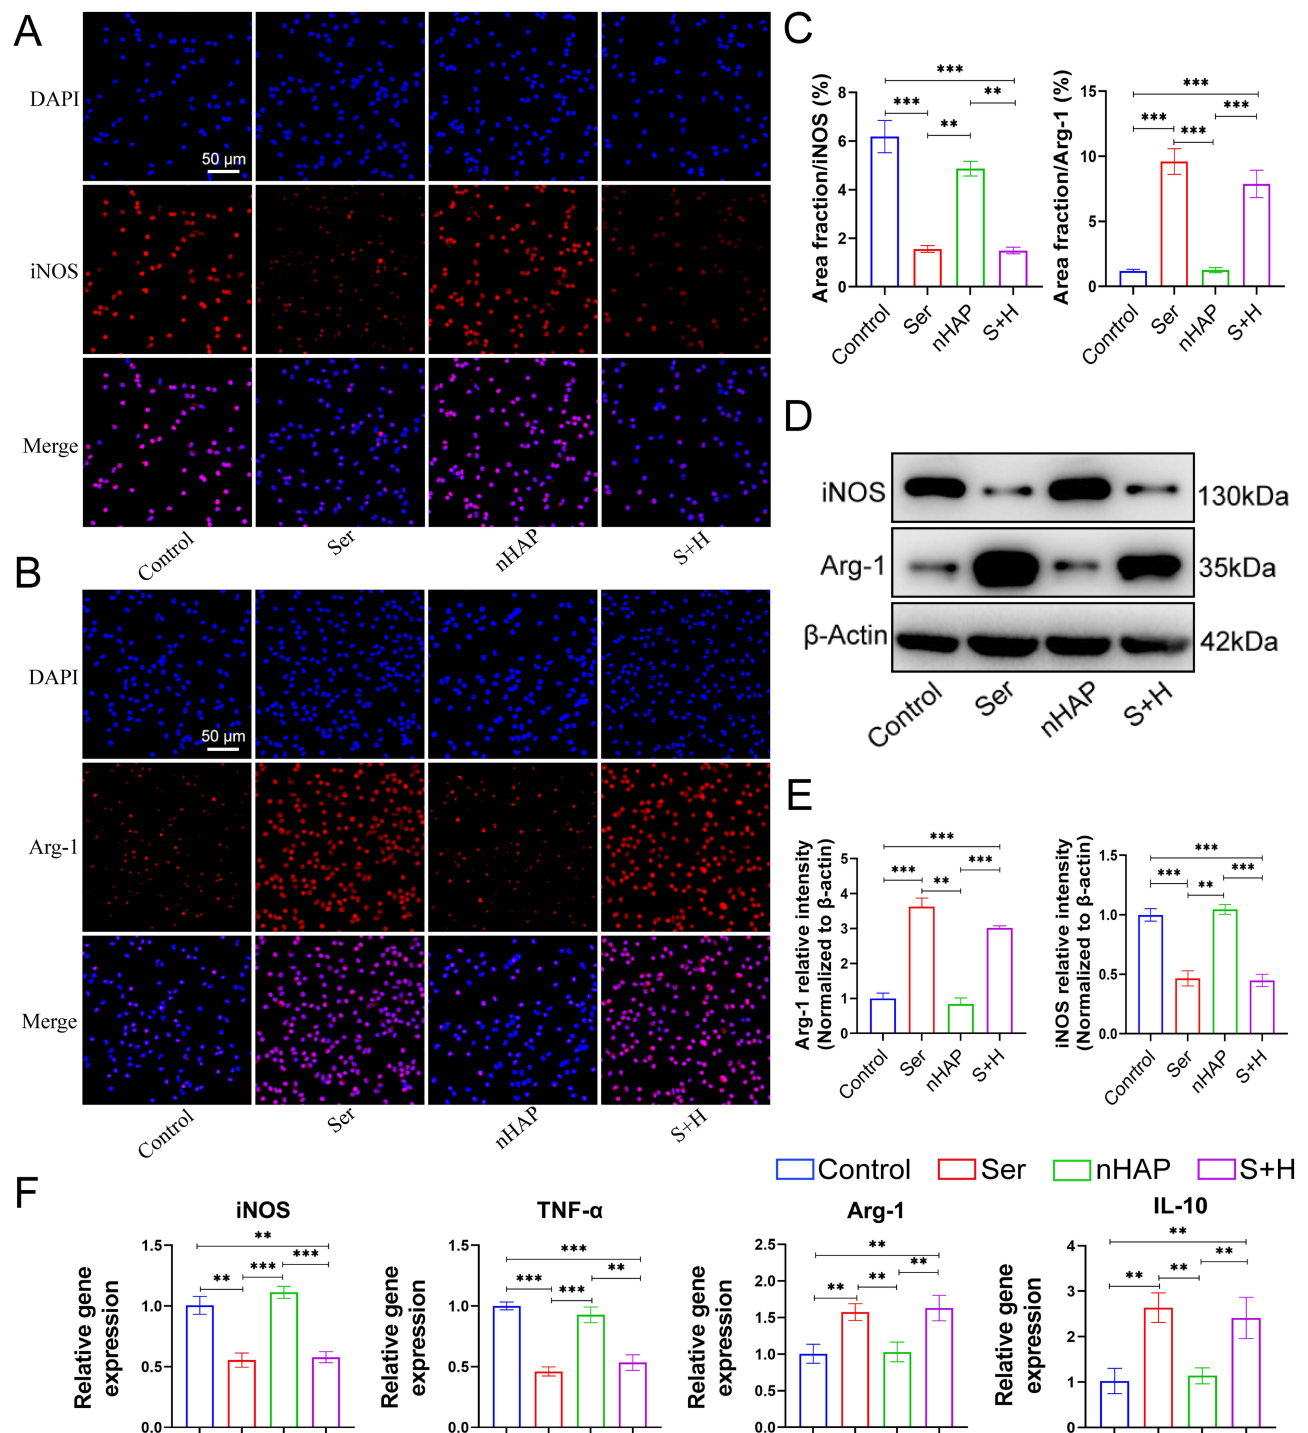 A
DAPI
50 μm
iNOS
Merge
Control
Ser
nHAP
S+H
B
DAPI
50 μm
Arg-1
Merge
Control
Ser
nHAP
S+H
C
Area fraction/iNOS (%)
8
6
4
2
0
***
***
**
**
Conrtrol
Ser
nHAP
S+H
Area fraction/Arg-1 (%)
15
10
5
0
***
***
***
***
Conrtrol
Ser
nHAP
S+H
D
iNOS
130kDa
Arg-1
35kDa
β-Actin
42kDa
Control
Ser
nHAP
S+H
E
Arg-1 relative intensity
(Normalized to β-actin)
5
4
3
2
1
0
***
***
***
**
Control
Ser
nHAP
S+H
iNOS relative intensity
(Normalized to β-actin)
1.5
1.0
0.5
0.0
***
***
***
**
Conrtrol
Ser
nHAP
S+H
Control
Ser
nHAP
S+H
F
iNOS
Relative gene
expression
1.5
1.0
0.5
0.0
**
***
***
**
TNF-α
Relative gene
expression
1.5
1.0
0.5
0.0
***
**
***
***
Arg-1
Relative gene
expression
2.5
2.0
1.5
1.0
0.5
0.0
**
**
**
**
IL-10
Relative gene
expression
4
3
2
1
0
**
**
**
**